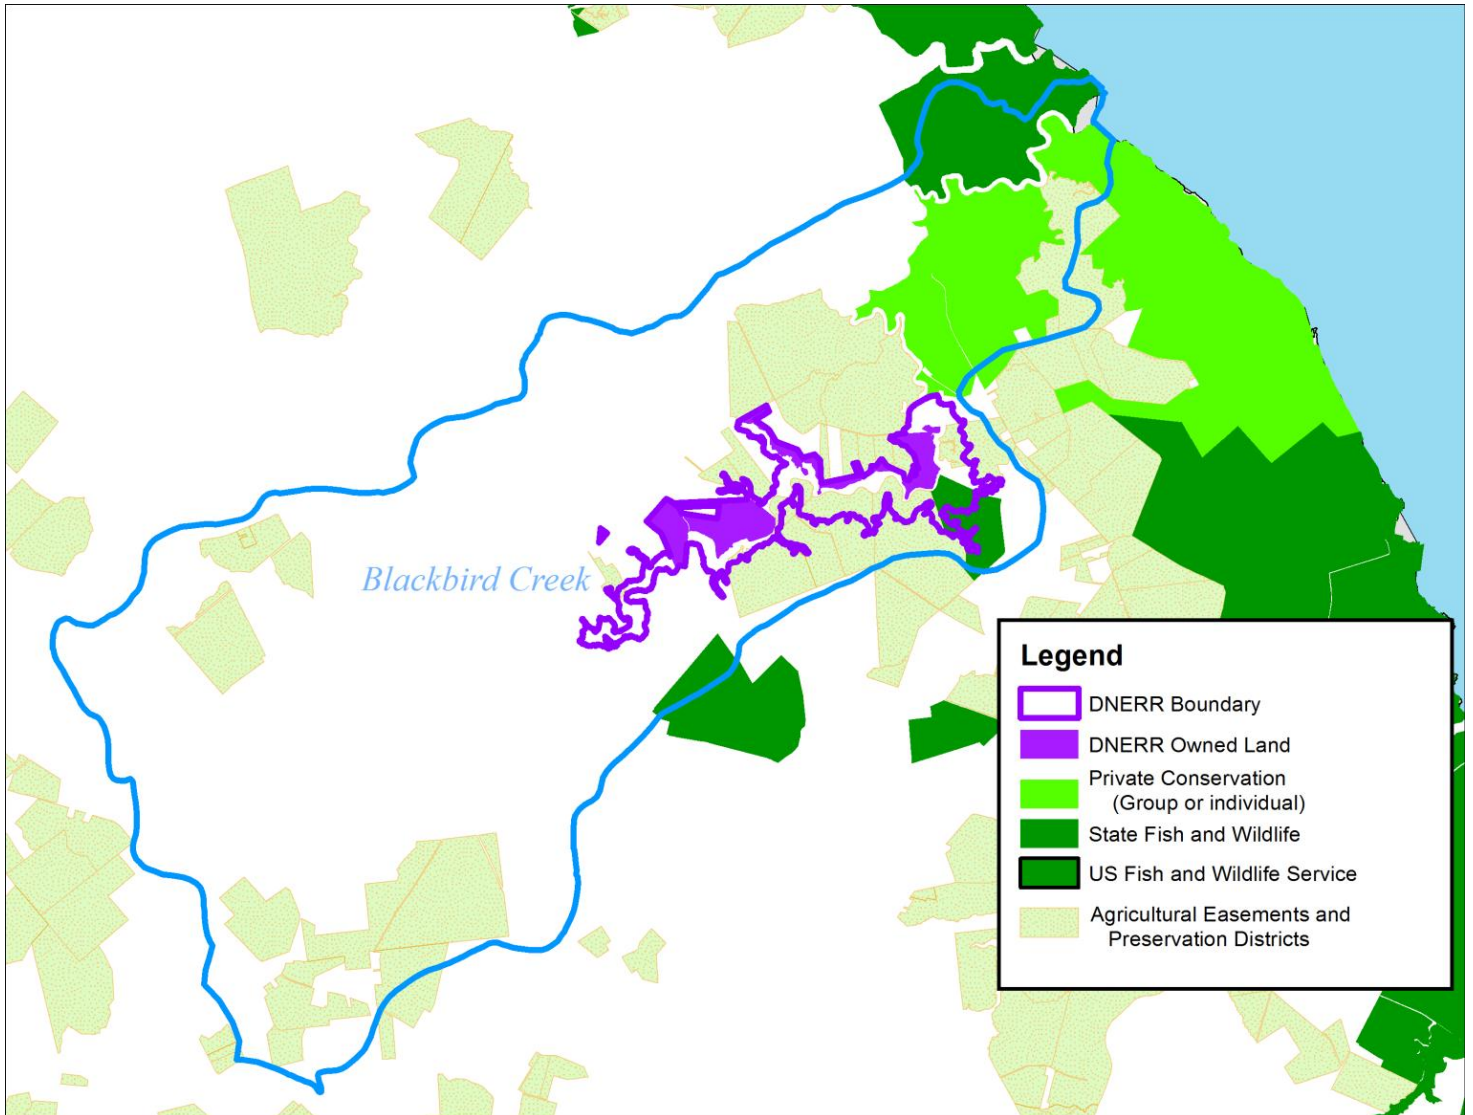 Blackbird Creek
Legend
DNERR Boundary
DNERR Owned Land
Private Conservation
(Group or individual)
State Fish and Wildlife
US Fish and Wildlife Service
Agricultural Easements and
Preservation Districts